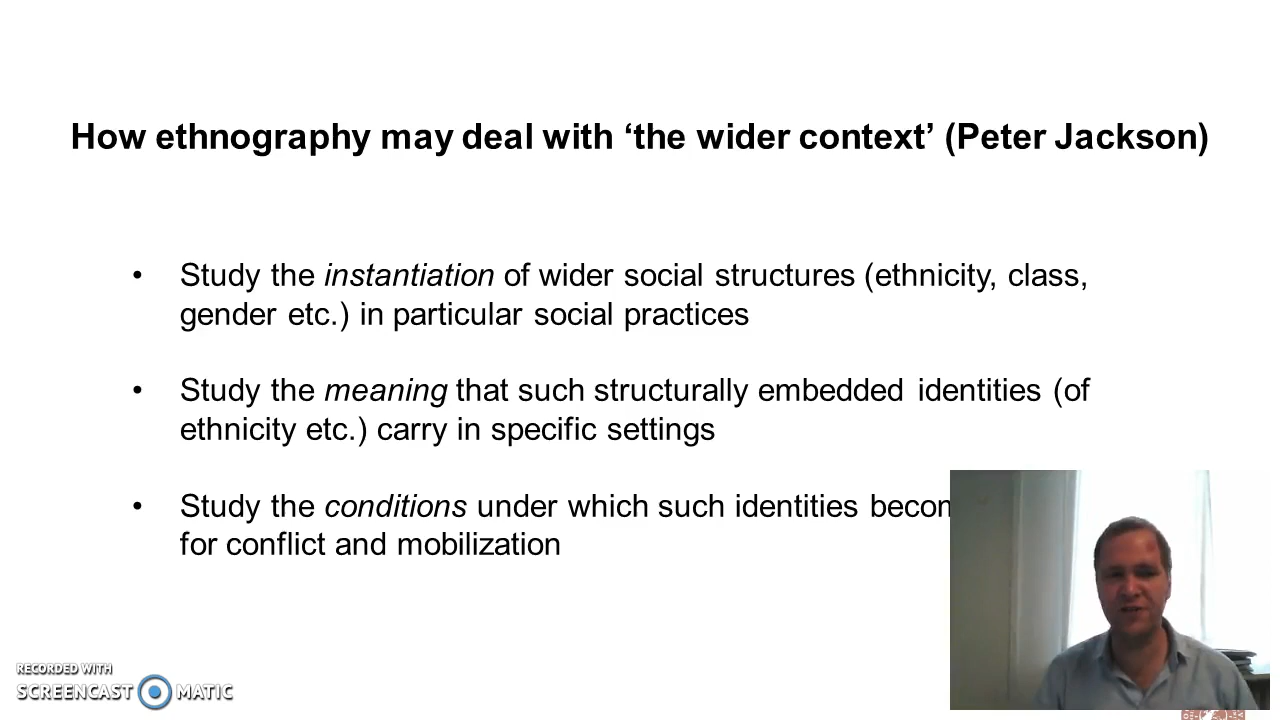 How ethnography may deal with ‘the wider context’ (Peter Jackson)
• Study the instantiation of wider social structures (ethnicity, class,
gender etc.) in particular social practices
• Study the meaning that such structurally embedded identities (of
ethnicity etc.) carry in specific settings
• Study the conditions under which such identities
for conflict and mobilization
RECORDED WITH
SCREENCAST MATIC